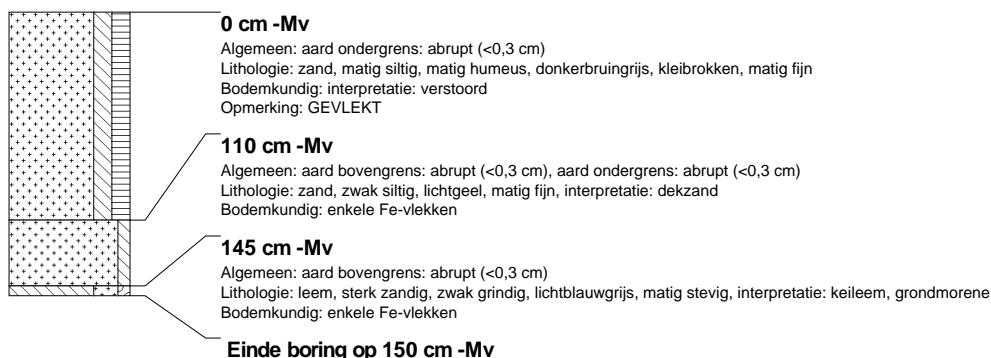 0 cm -Mv
Algemeen: aard ondergrens: abrupt (<0,3 cm)
Lithologie: zand, matig siltig, matig humeus, donkerbruingrijs, kleibrokken, matig fijn
Bodemkundig: interpretatie: verstoord
Opmerking: GEVLEKT
110 cm -Mv
Algemeen: aard bovengrens: abrupt (<0,3 cm), aard ondergrens: abrupt (<0,3 cm)
Lithologie: zand, zwak siltig, lichtgeel, matig fijn, interpretatie: dekzand
Bodemkundig: enkele Fe-vlekken
145 cm -Mv
Algemeen: aard bovengrens: abrupt (<0,3 cm)
Lithologie: leem, sterk zandig, zwak grindig, lichtblauwgrijs, matig stevig, interpretatie: keileem, grondmorene
Bodemkundig: enkele Fe-vlekken
Einde boring op 150 cm -Mv